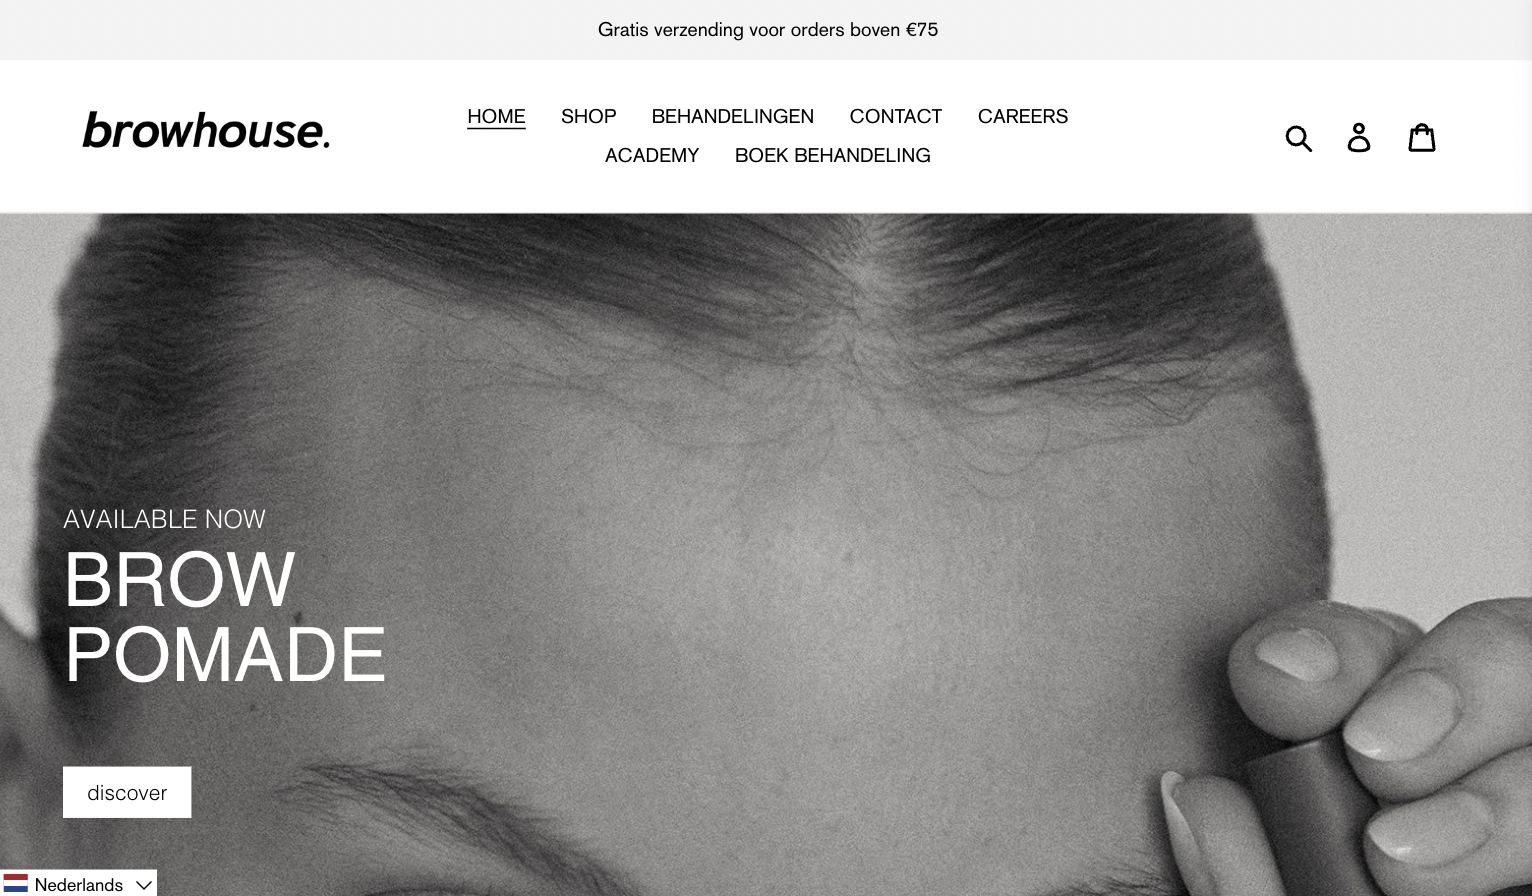 Gratis verzending voor orders boven €75
browhouse.
HOME SHOP BEHANDELINGEN CONTACT CAREERS
ACADEMY BOEK BEHANDELING
AVAILABLE NOW
BROW
POMADE
discover
Nederlands